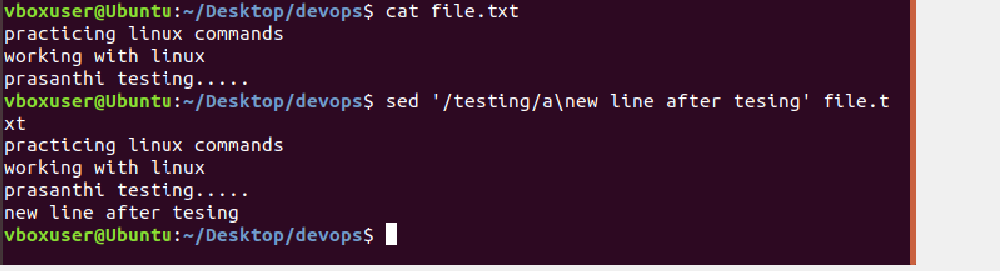 vboxuser@Ubuntu:~/Desktop/devops$ cat file.txt
practicing linux commands
working with linux
prasanthi testing.....
vboxuser@Ubuntu:~/Desktop/devops$ sed '/testing/a\new line after tesing' file.t
xt
practicing linux commands
working with linux
prasanthi testing.....
new line after tesing
vboxuser@Ubuntu:~/Desktop/devops$